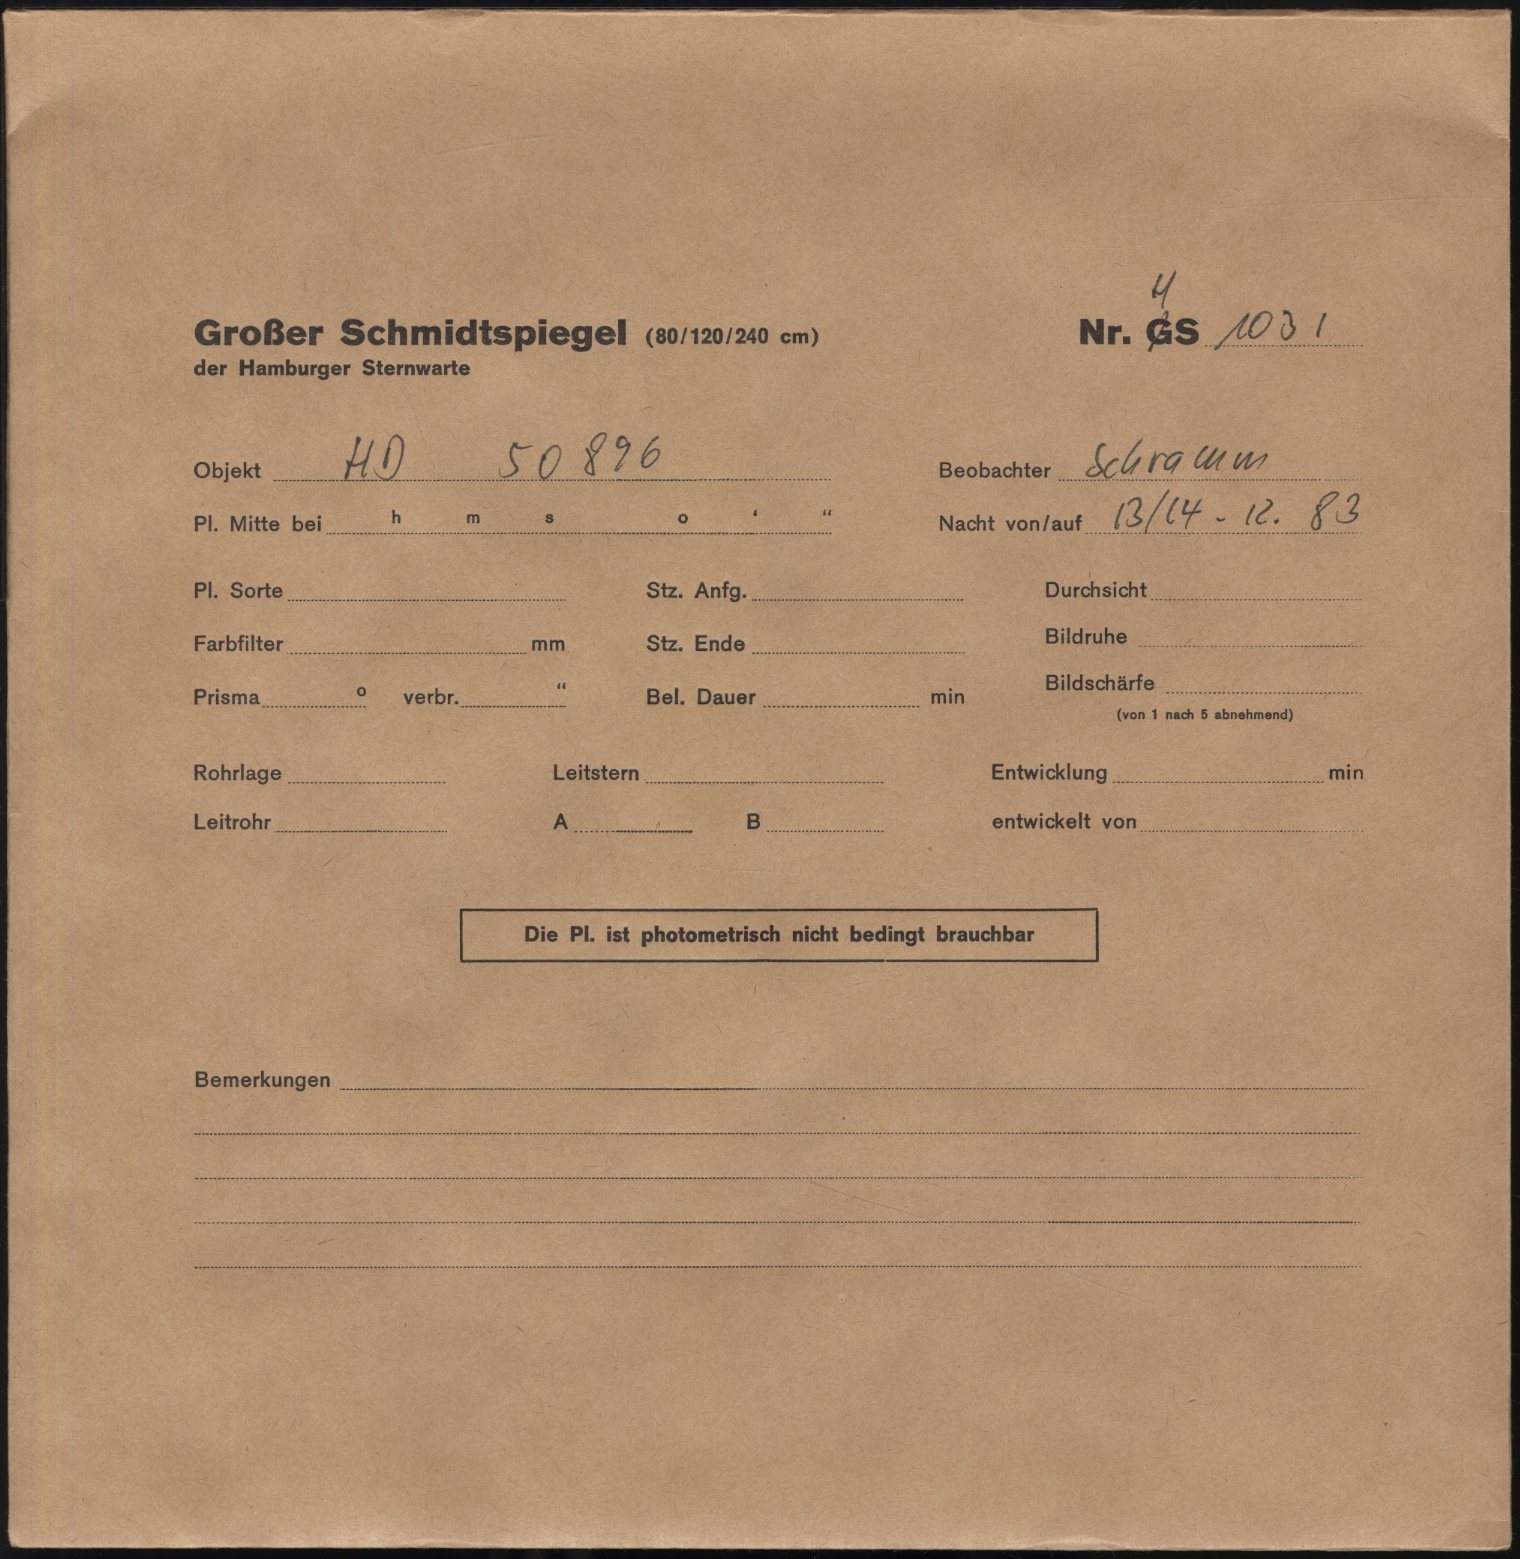 H
Großer Schmidtspiegel (80/120/240 cm) Nr. GS 1031
der Hamburger Sternwarte
Objekt HD 50896 Beobachter Schramm
Pl. Mitte bei h m s o ‘ “ Nacht von/auf 13/14 - 12. 83
Pl. Sorte Stz. Anfg. Durchsicht
Farbfilter mm Stz. Ende Bildruhe
Prisma o verbr. “ Bel. Dauer min Bildschärfe
(von 1 nach 5 abnehmend)
Rohrlage Leitstern Entwicklung min
Leitrohr A B entwickelt von
Die Pl. ist photometrisch nicht bedingt brauchbar
Bemerkungen